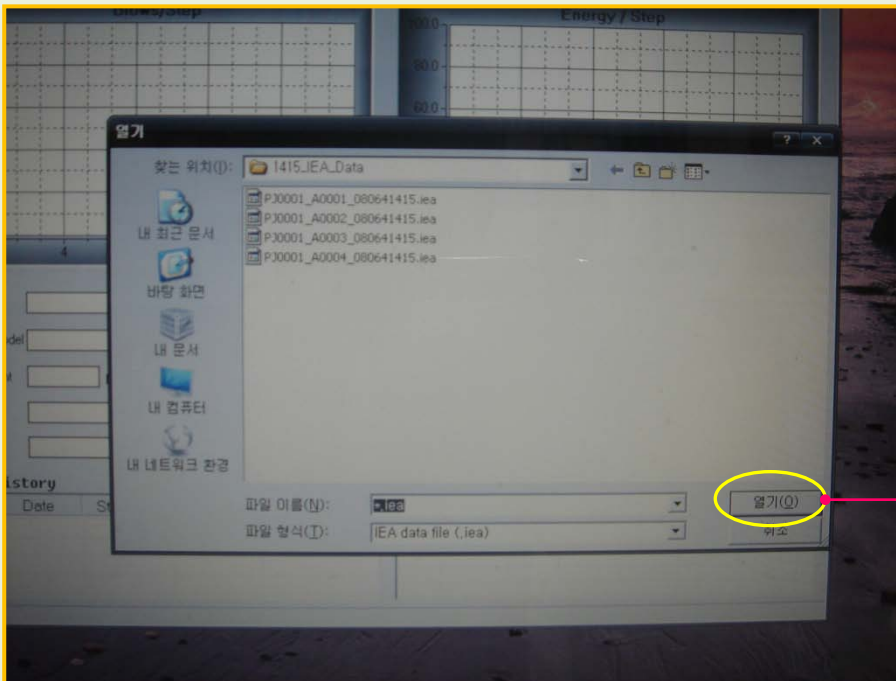 Blows/Step
Energy / Step
100.0
80.0
60.0
열기
찾는 위치(I):
1415_IEA_Data
PJ0001_A0001_080641415.iea
PJ0001_A0002_080641415.iea
PJ0001_A0003_080641415.iea
PJ0001_A0004_080641415.iea
내 최근 문서
바탕 화면
내 문서
내 컴퓨터
내 네트워크 환경
4
odel
istory
Date
파일 이름(N):
*.iea
열기(O)
파일 형식(T):
IEA data file (.iea)
취소